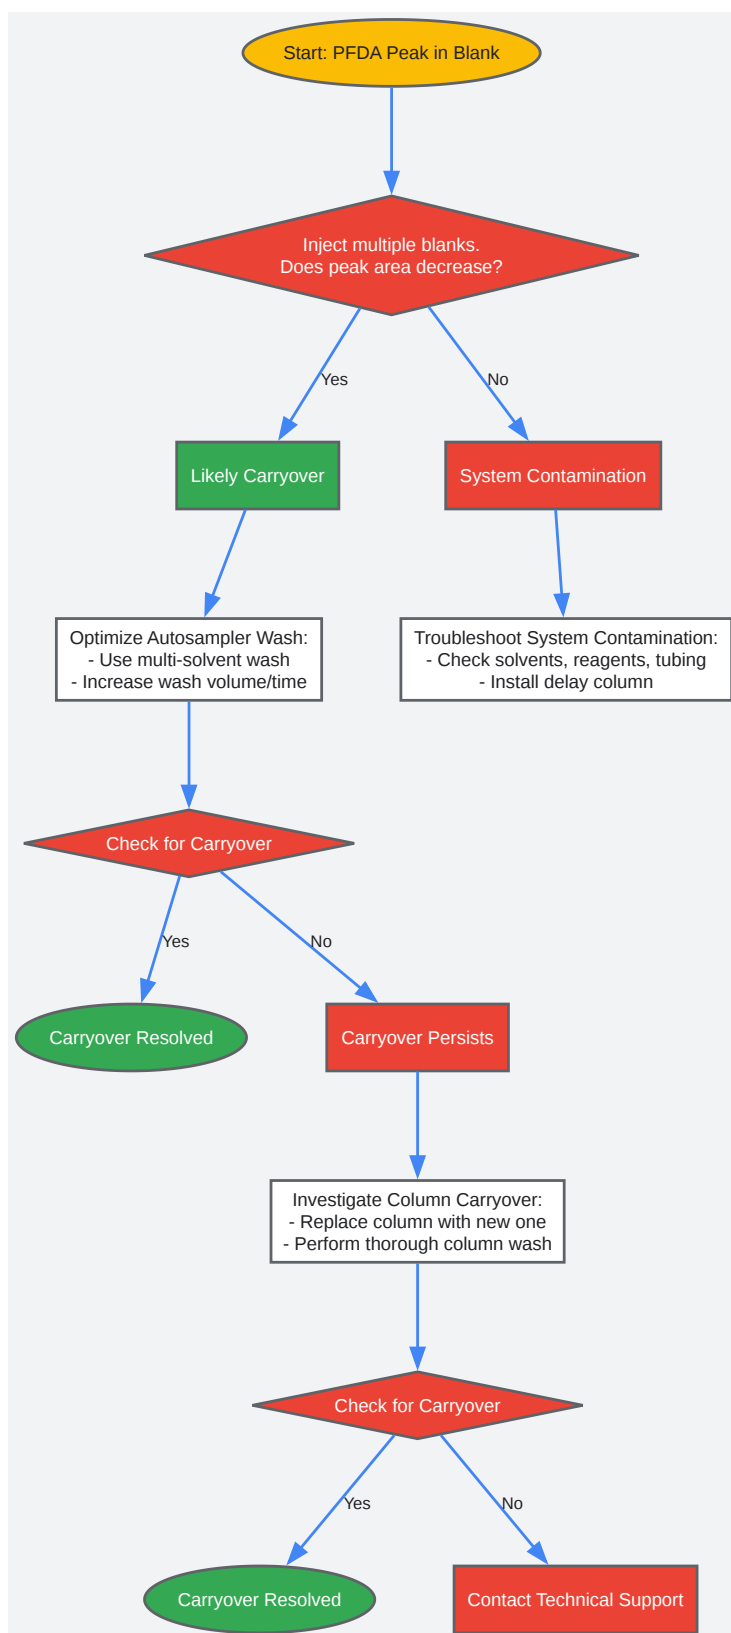 Start: PFDA Peak in Blank
Inject multiple blanks.
Does peak area decrease?
Yes
No
Likely Carryover
System Contamination
Optimize Autosampler Wash:
- Use multi-solvent wash
- Increase wash volume/time
Troubleshoot System Contamination:
- Check solvents, reagents, tubing
- Install delay column
Check for Carryover
Yes
No
Carryover Resolved
Carryover Persists
Investigate Column Carryover:
- Replace column with new one
- Perform thorough column wash
Check for Carryover
Yes
No
Carryover Resolved
Contact Technical Support